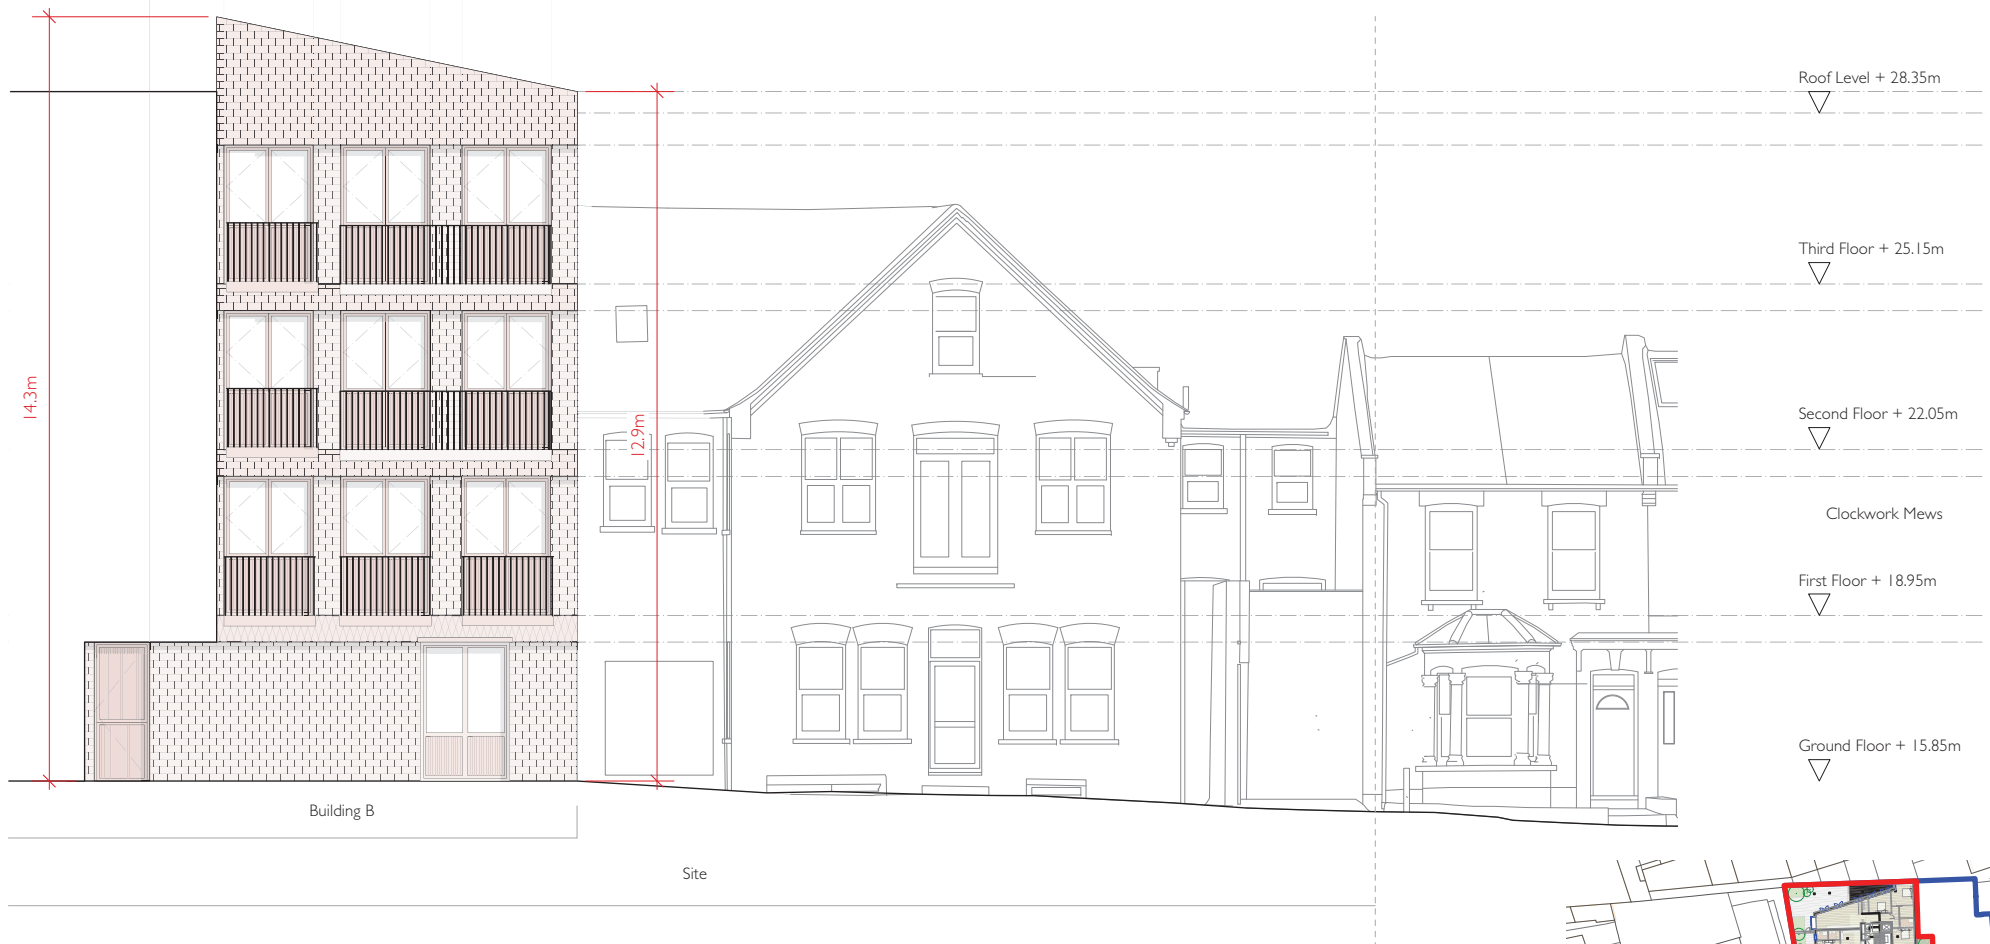 Roof Level + 28.35m
Third Floor + 25.15m
14.3m
Second Floor + 22.05m
12.9m
Clockwork Mews
First Floor + 18.95m
Ground Floor + 15.85m
Building B
Site